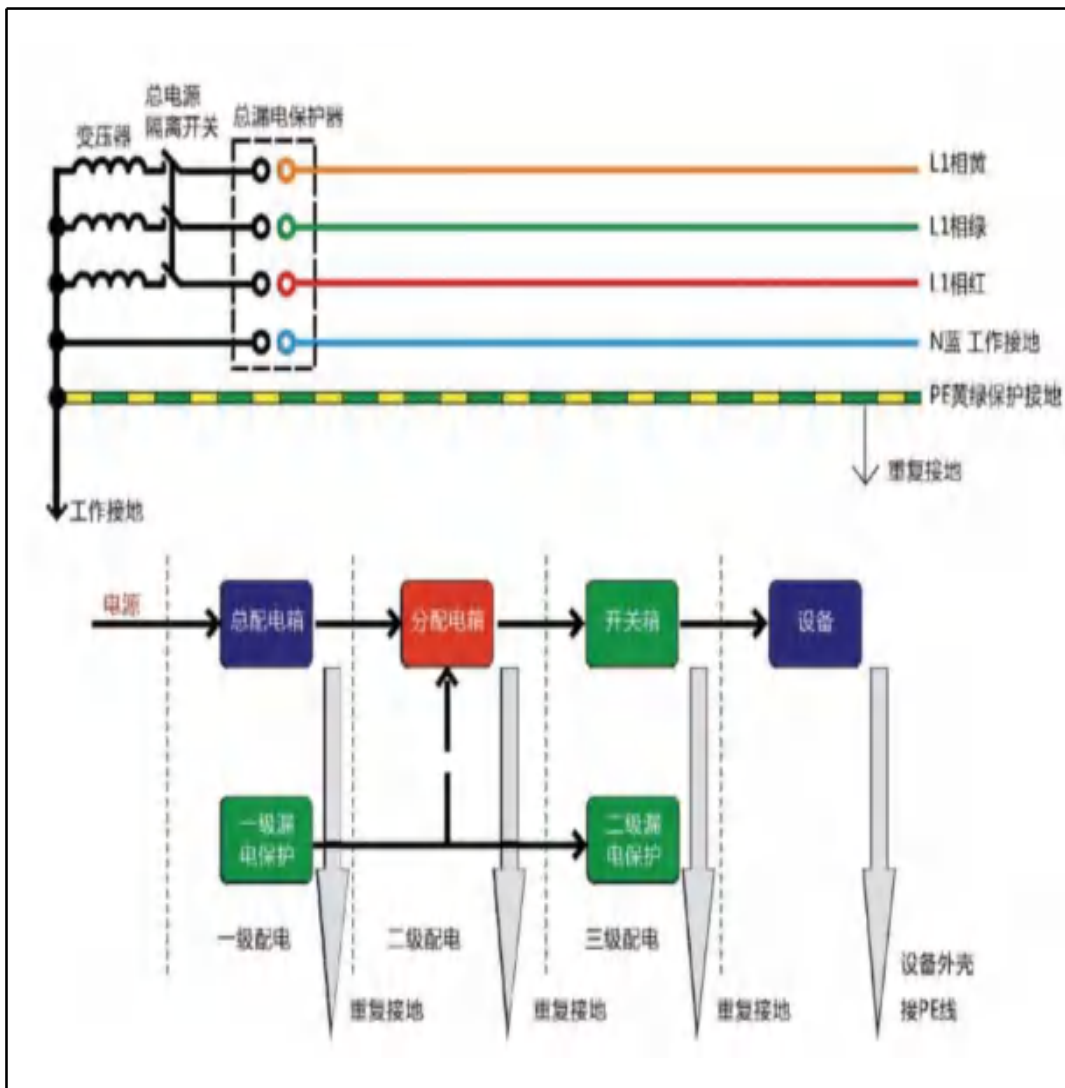 总电源
隔离开关
变压器
总漏电保护器
L1相黄
L1相绿
L1相红
N蓝 工作接地
PE黄绿保护接地
重复接地
工作接地
电源
总配电箱
分配电箱
开关箱
设备
一级漏
电保护
二级漏
电保护
一级配电
二级配电
三级配电
设备外壳
接PE线
重复接地
重复接地
重复接地